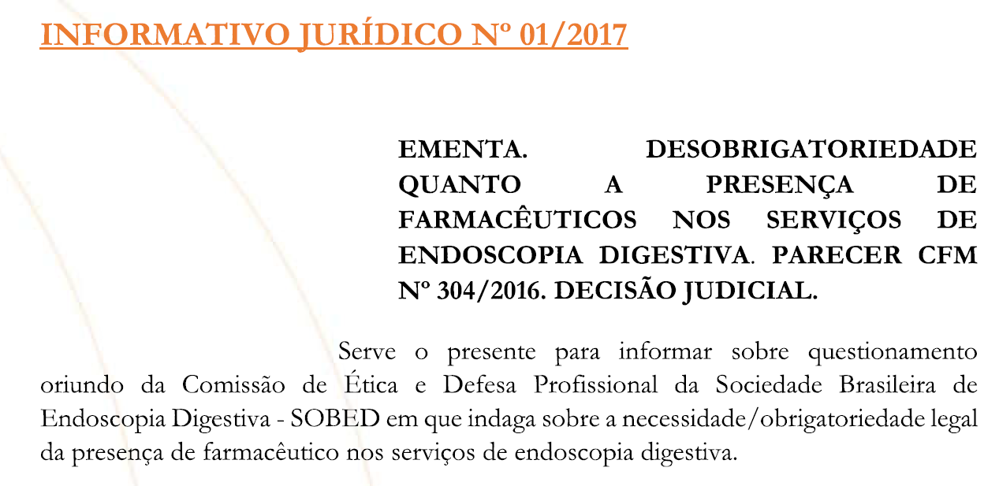 INFORMATIVO JURÍDICO Nº 01/2017
EMENTA. DESOBRIGATORIEDADE
QUANTO A PRESENÇA DE
FARMACÊUTICOS NOS SERVIÇOS DE
ENDOSCOPIA DIGESTIVA. PARECER CFM
Nº 304/2016. DECISÃO JUDICIAL.
Serve o presente para informar sobre questionamento
oriundo da Comissão de Ética e Defesa Profissional da Sociedade Brasileira de
Endoscopia Digestiva - SOBED em que indaga sobre a necessidade/obrigatoriedade legal
da presença de farmacêutico nos serviços de endoscopia digestiva.